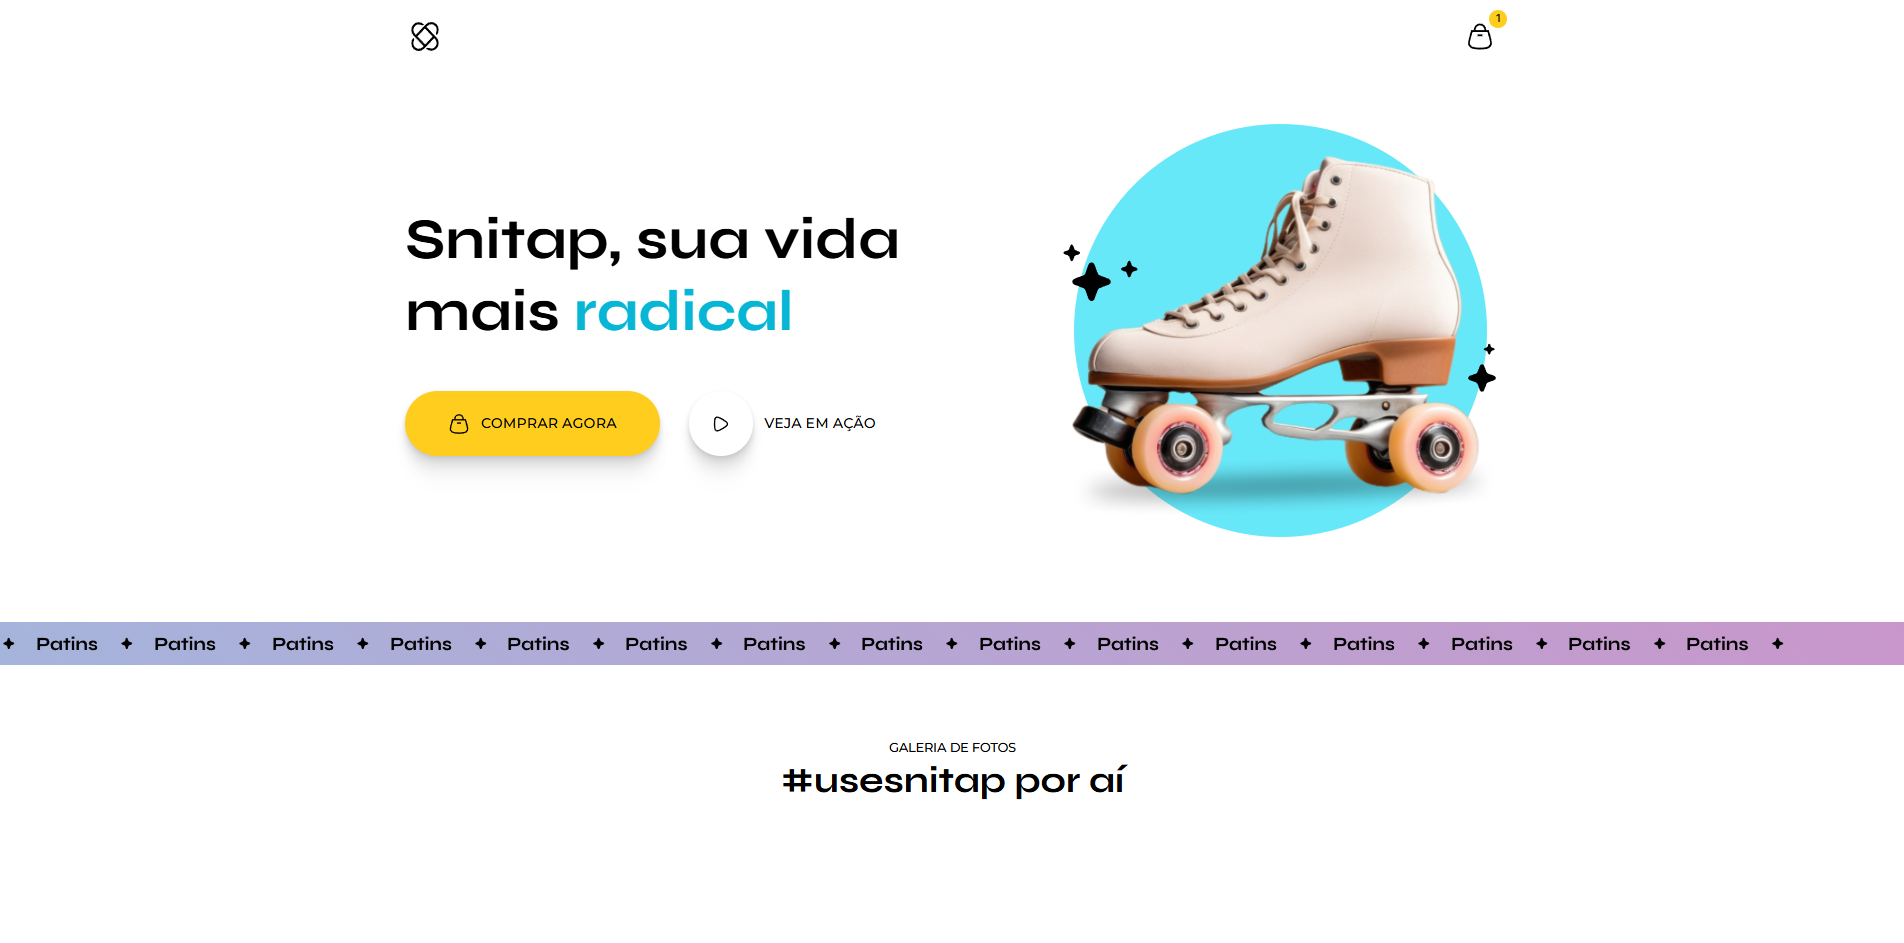 1
Snitap, sua vida
mais radical
COMPRAR AGORA
VEJA EM AÇÃO
Patins Patins Patins Patins Patins Patins Patins Patins Patins Patins Patins Patins Patins Patins Patins
GALERIA DE FOTOS
#usesnitap por aí